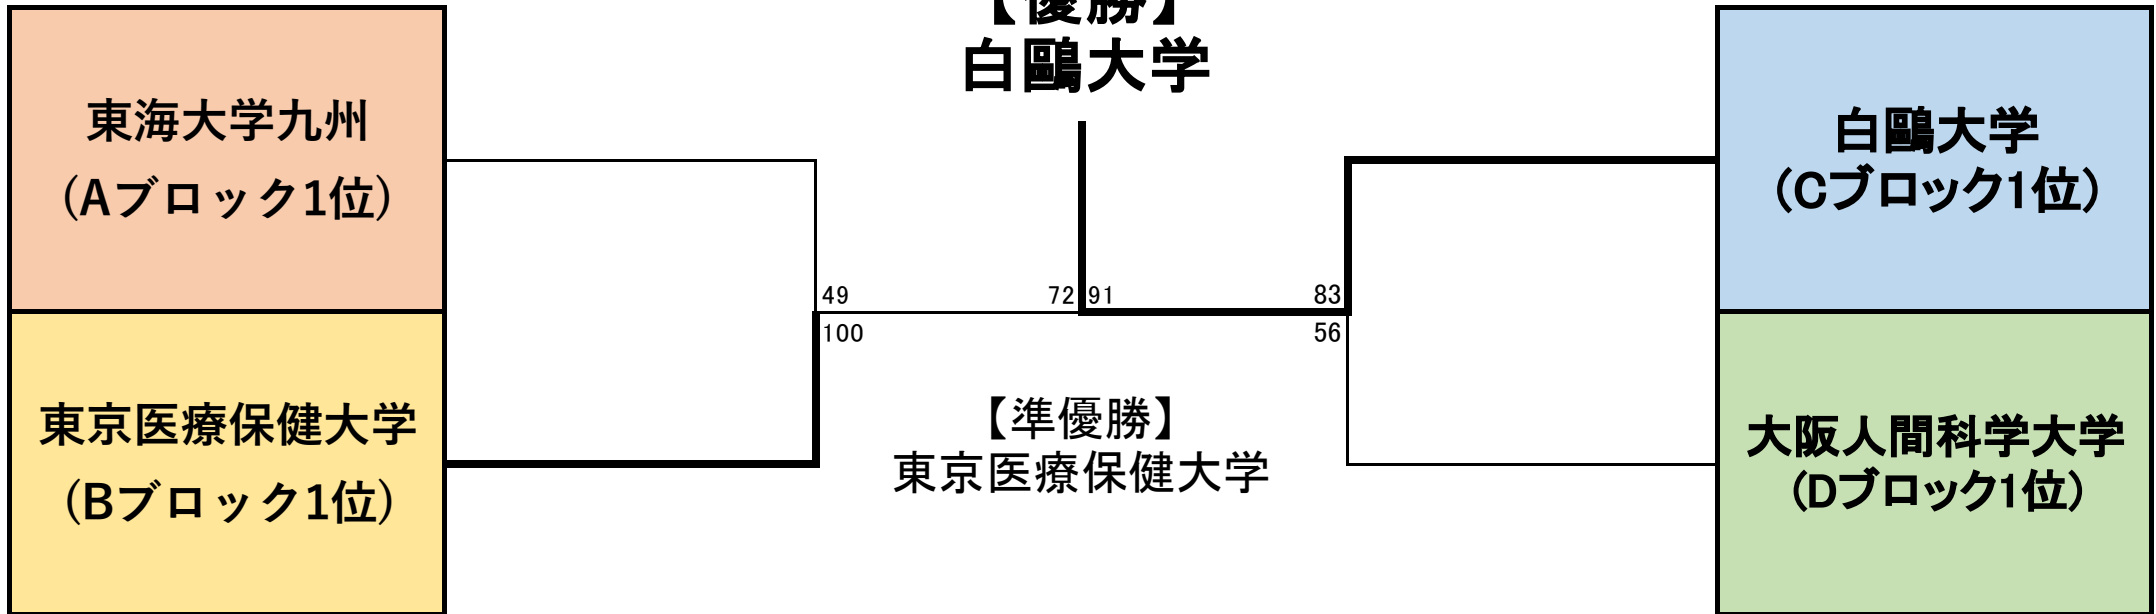 【優勝】
白鷗大学
東海大学九州
(Aブロック1位)
東京医療保健大学
(Bブロック1位)
49
100
72
91
83
56
【準優勝】
東京医療保健大学
白鷗大学
(Cブロック1位)
大阪人間科学大学
(Dブロック1位)